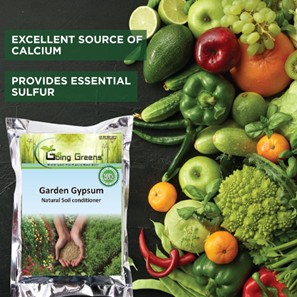 EXCELLENT SOURCE OF
CALCIUM
PROVIDES ESSENTIAL
SULFUR
Going Greens
Garden Gypsum
Natural Soil conditioner